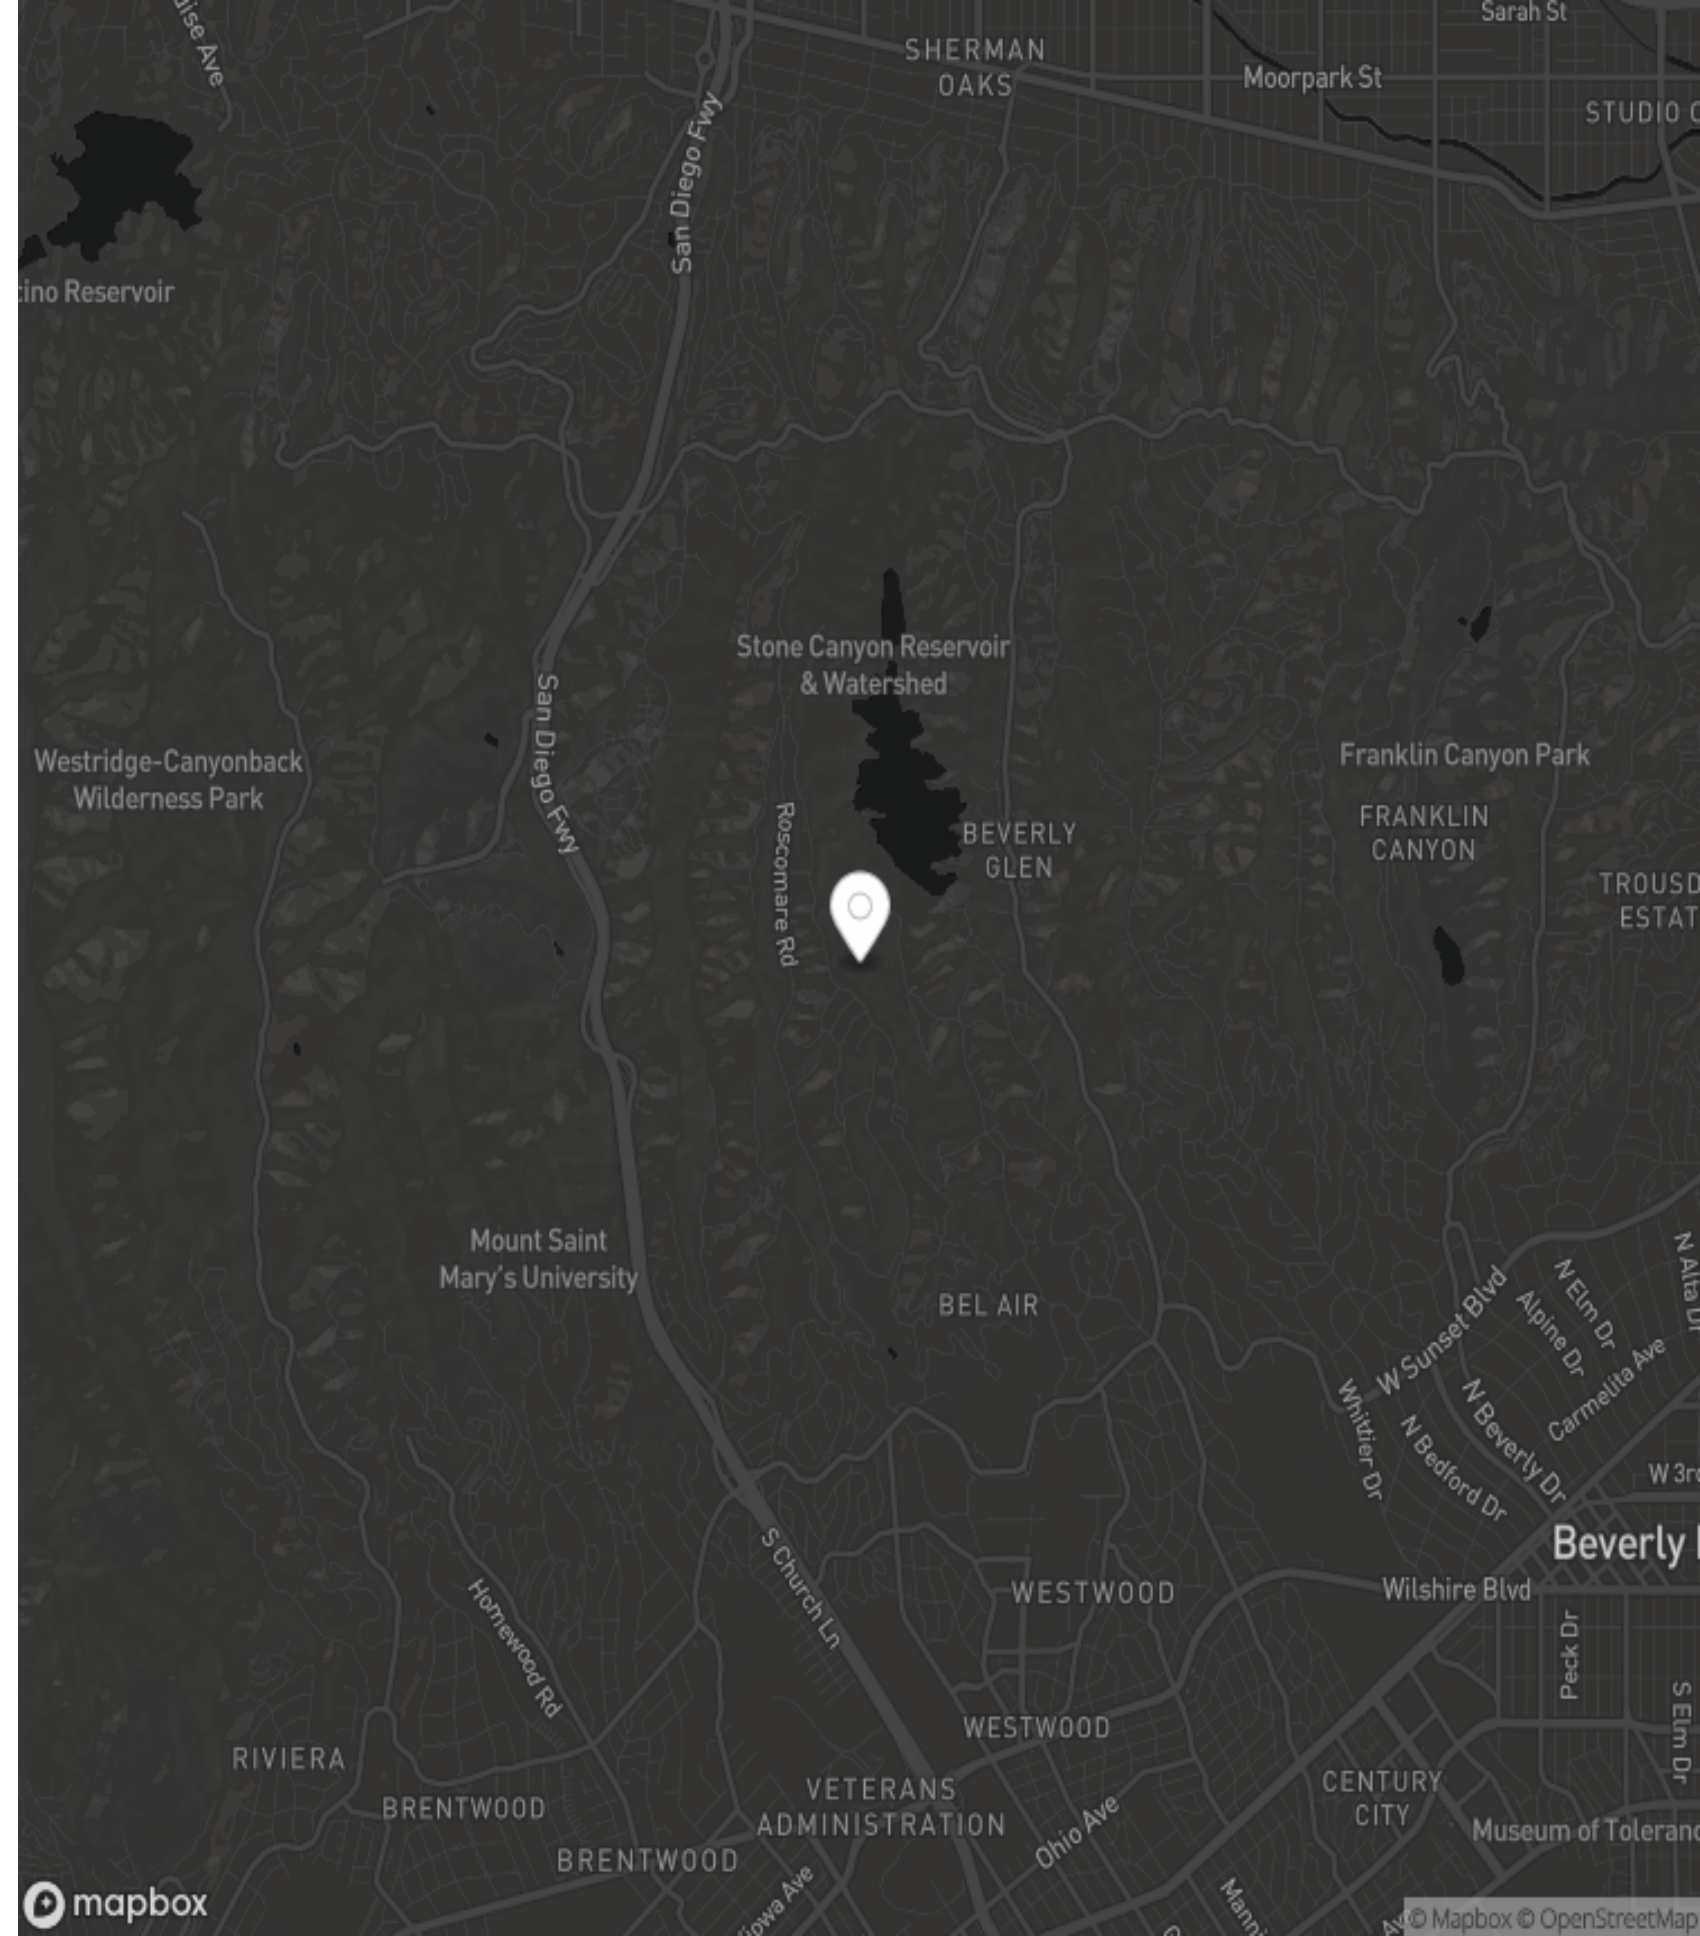 Sarah St
SHERMAN
OAKS
Moorpark St
STUDIO C
San Diego Fwy
cino Reservoir
Stone Canyon Reservoir
& Watershed
San Diego Fwy
Westridge-Canyonback
Wilderness Park
Franklin Canyon Park
FRANKLIN
CANYON
Roscomare Rd
BEVERLY
GLEN
TROUSD
ESTAT
Mount Saint
Mary's University
BEL AIR
N Alta Dr
N Elm Dr
Alpine Dr
W Sunset Blvd
Carmelita Ave
Whittier Dr
N Bedford Dr
N Beverly Dr
W 3rd
Beverly
S Church Ln
Homewood Rd
WESTWOOD
Wilshire Blvd
Peck Dr
S Elm Dr
WESTWOOD
RIVIERA
BRENTWOOD
VETERANS
ADMINISTRATION
CENTURY
CITY
Museum of Toleranc
Ohio Ave
BRENTWOOD
Iowa Ave
Manni
mapbox
© Mapbox © OpenStreetMap